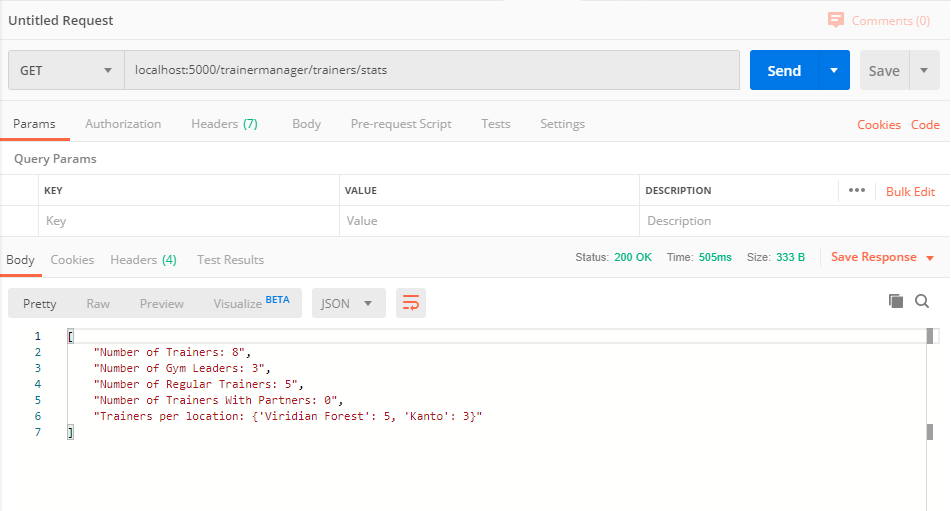 Untitled Request
Comments (0)
GET localhost:5000/trainermanager/trainers/stats Send Save
Params Authorization Headers (7) Body Pre-request Script Tests Settings Cookies Code
Query Params
KEY VALUE DESCRIPTION ••• Bulk Edit
Key Value Description
Body Cookies Headers (4) Test Results Status: 200 OK Time: 505ms Size: 333 B Save Response
Pretty Raw Preview Visualize BETA JSON
1 [
2 "Number of Trainers: 8",
3 "Number of Gym Leaders: 3",
4 "Number of Regular Trainers: 5",
5 "Number of Trainers With Partners: 0",
6 "Trainers per location: {'Viridian Forest': 5, 'Kanto': 3}"
7 ]